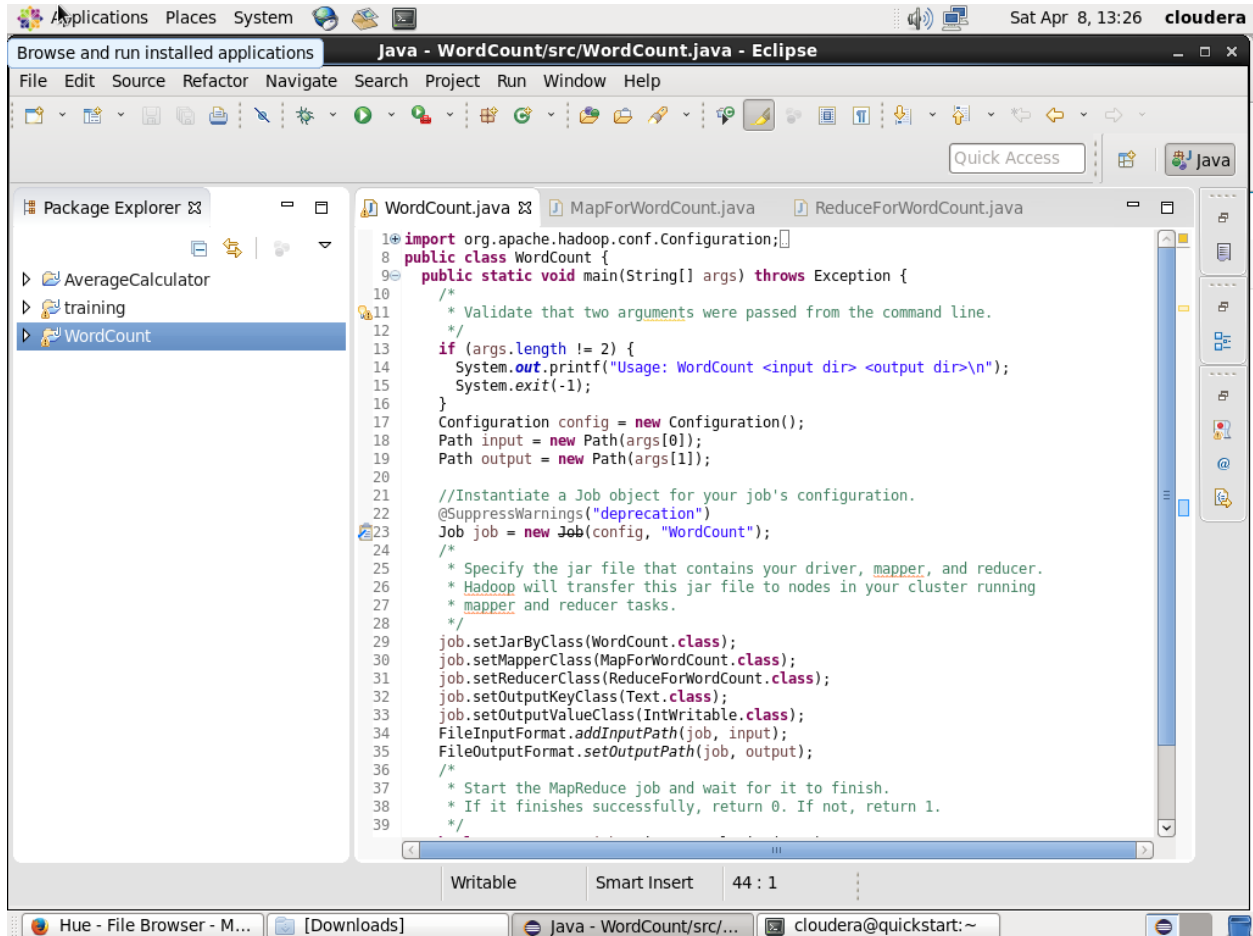 Applications Places System
Sat Apr 8, 13:26 cloudera
Browse and run installed applications
Java - WordCount/src/WordCount.java - Eclipse
File Edit Source Refactor Navigate Search Project Run Window Help
Quick Access
Java
Package Explorer
AverageCalculator
training
WordCount
WordCount.java MapForWordCount.java ReduceForWordCount.java
1 import org.apache.hadoop.conf.Configuration;
8 public class WordCount {
9 public static void main(String[] args) throws Exception {
10 /*
11 * Validate that two arguments were passed from the command line.
12 */
13 if (args.length != 2) {
14 System.out.printf("Usage: WordCount <input dir> <output dir>\n");
15 System.exit(-1);
16 }
17 Configuration config = new Configuration();
18 Path input = new Path(args[0]);
19 Path output = new Path(args[1]);
20
21 //Instantiate a Job object for your job's configuration.
22 @SuppressWarnings("deprecation")
23 Job job = new Job(config, "WordCount");
24 /*
25 * Specify the jar file that contains your driver, mapper, and reducer.
26 * Hadoop will transfer this jar file to nodes in your cluster running
27 * mapper and reducer tasks.
28 */
29 job.setJarByClass(WordCount.class);
30 job.setMapperClass(MapForWordCount.class);
31 job.setReducerClass(ReduceForWordCount.class);
32 job.setOutputKeyClass(Text.class);
33 job.setOutputValueClass(IntWritable.class);
34 FileInputFormat.addInputPath(job, input);
35 FileOutputFormat.setOutputPath(job, output);
36 /*
37 * Start the MapReduce job and wait for it to finish.
38 * If it finishes successfully, return 0. If not, return 1.
39 */
Writable Smart Insert 44 : 1
Hue - File Browser - M... [Downloads] Java - WordCount/src/... cloudera@quickstart:~